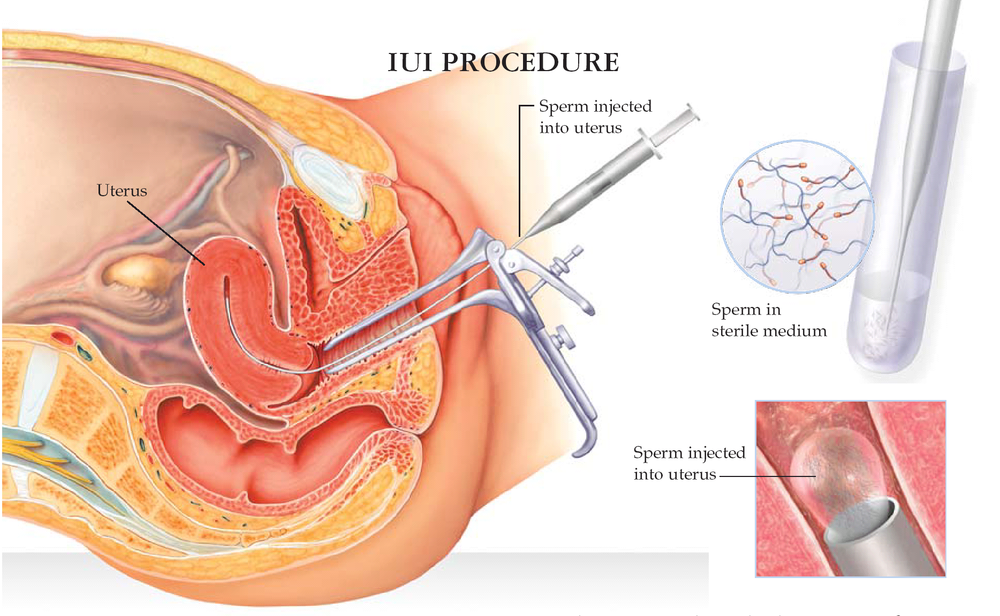 IUI PROCEDURE
Sperm injected
into uterus
Uterus
Sperm in
sterile medium
Sperm injected
into uterus